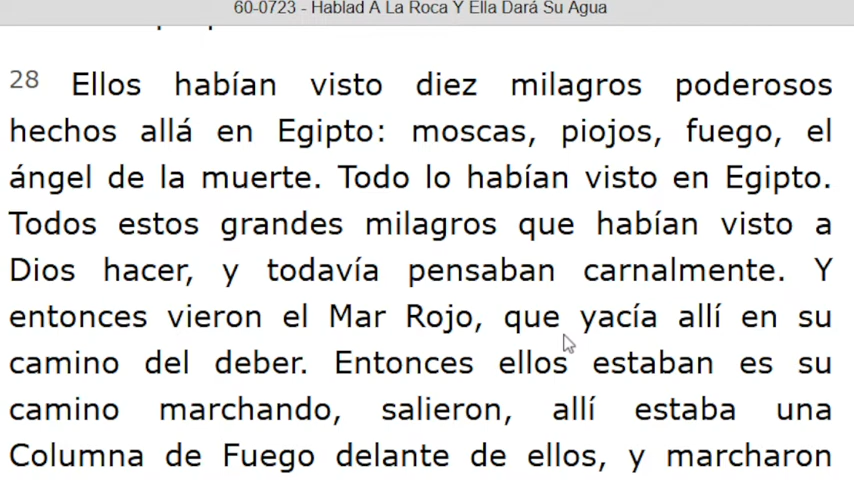 60-0723 - Hablad A La Roca Y Ella Dará Su Agua
28 Ellos habían visto diez milagros poderosos
hechos allá en Egipto: moscas, piojos, fuego, el
ángel de la muerte. Todo lo habían visto en Egipto.
Todos estos grandes milagros que habían visto a
Dios hacer, y todavía pensaban carnalmente. Y
entonces vieron el Mar Rojo, que yacía allí en su
camino del deber. Entonces ellos estaban es su
camino marchando, salieron, allí estaba una
Columna de Fuego delante de ellos, y marcharon